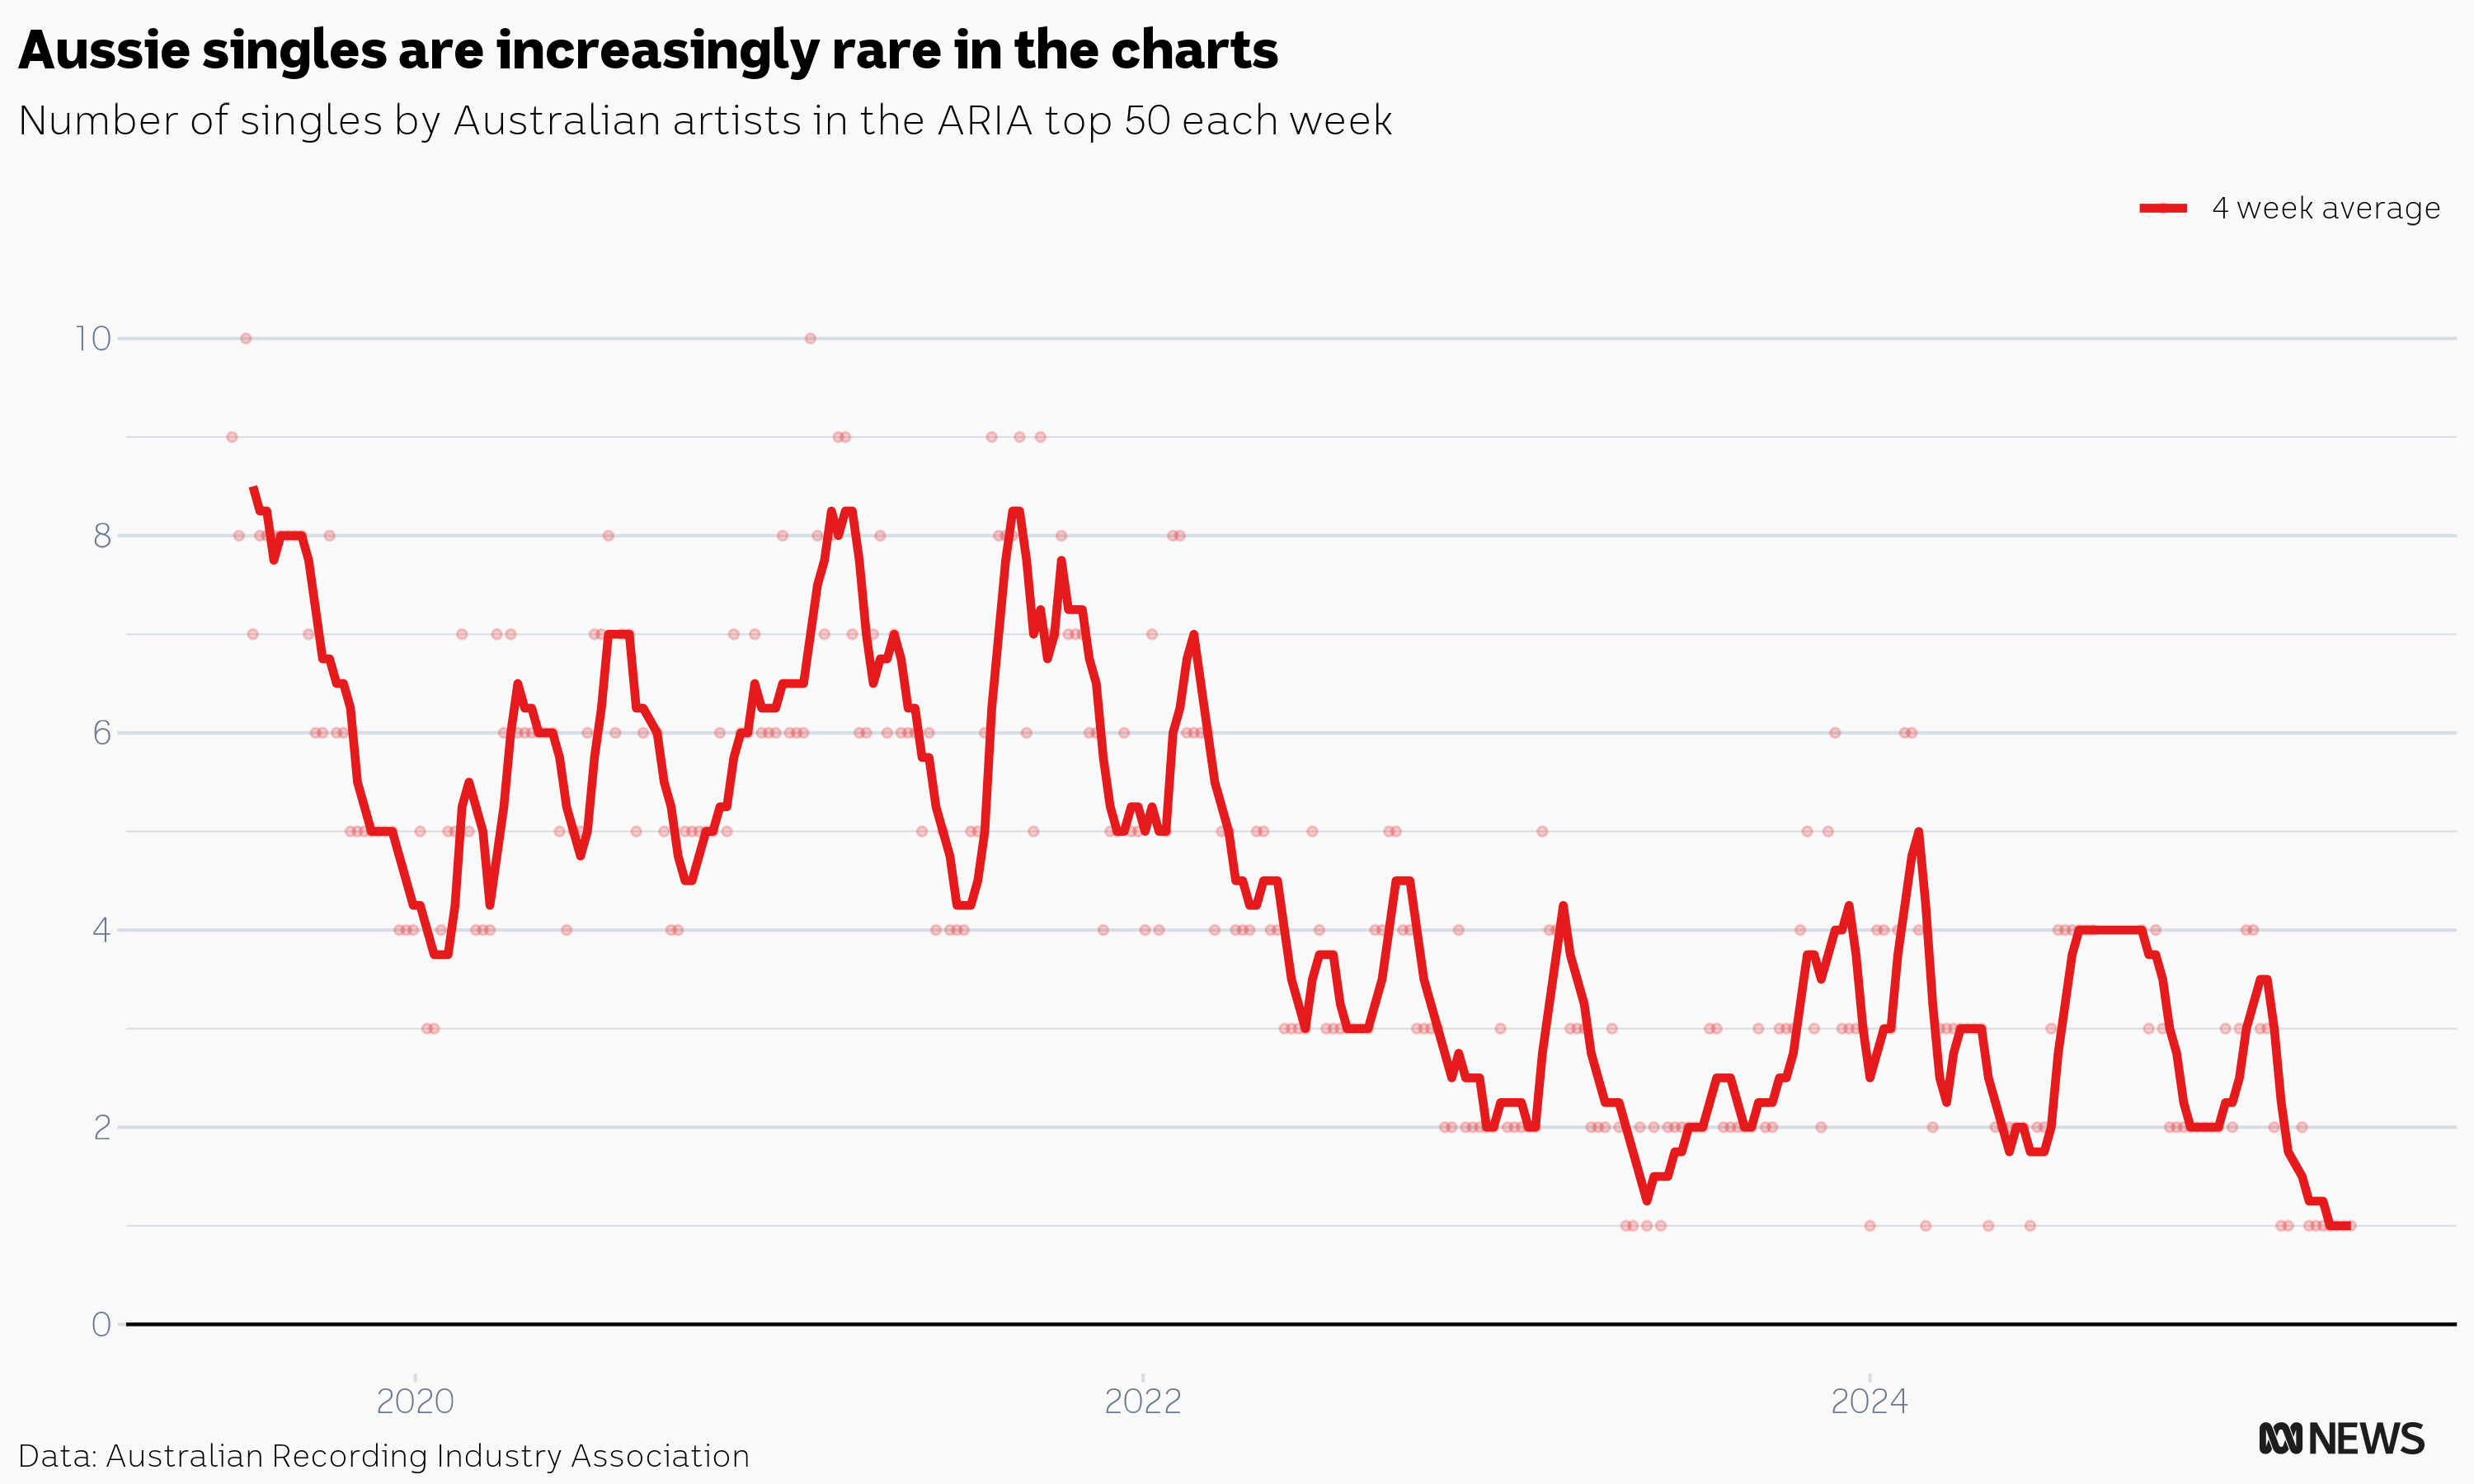 Aussie singles are increasingly rare in the charts
Number of singles by Australian artists in the ARIA top 50 each week
4 week average
10
8
6
4
2
0
2020 2022 2024
NEWS
Data: Australian Recording Industry Association